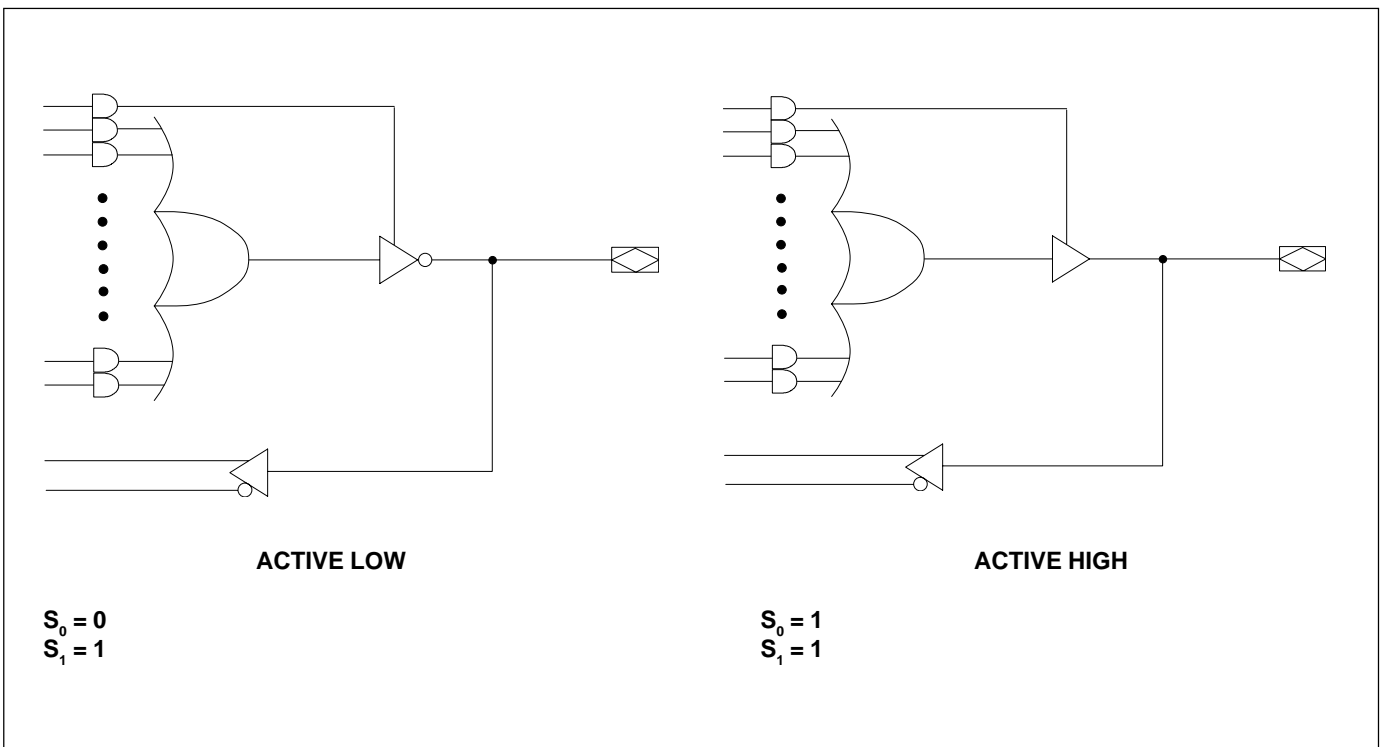 ACTIVE LOW
ACTIVE HIGH
S₀ = 0
S₁ = 1
S₀ = 1
S₁ = 1